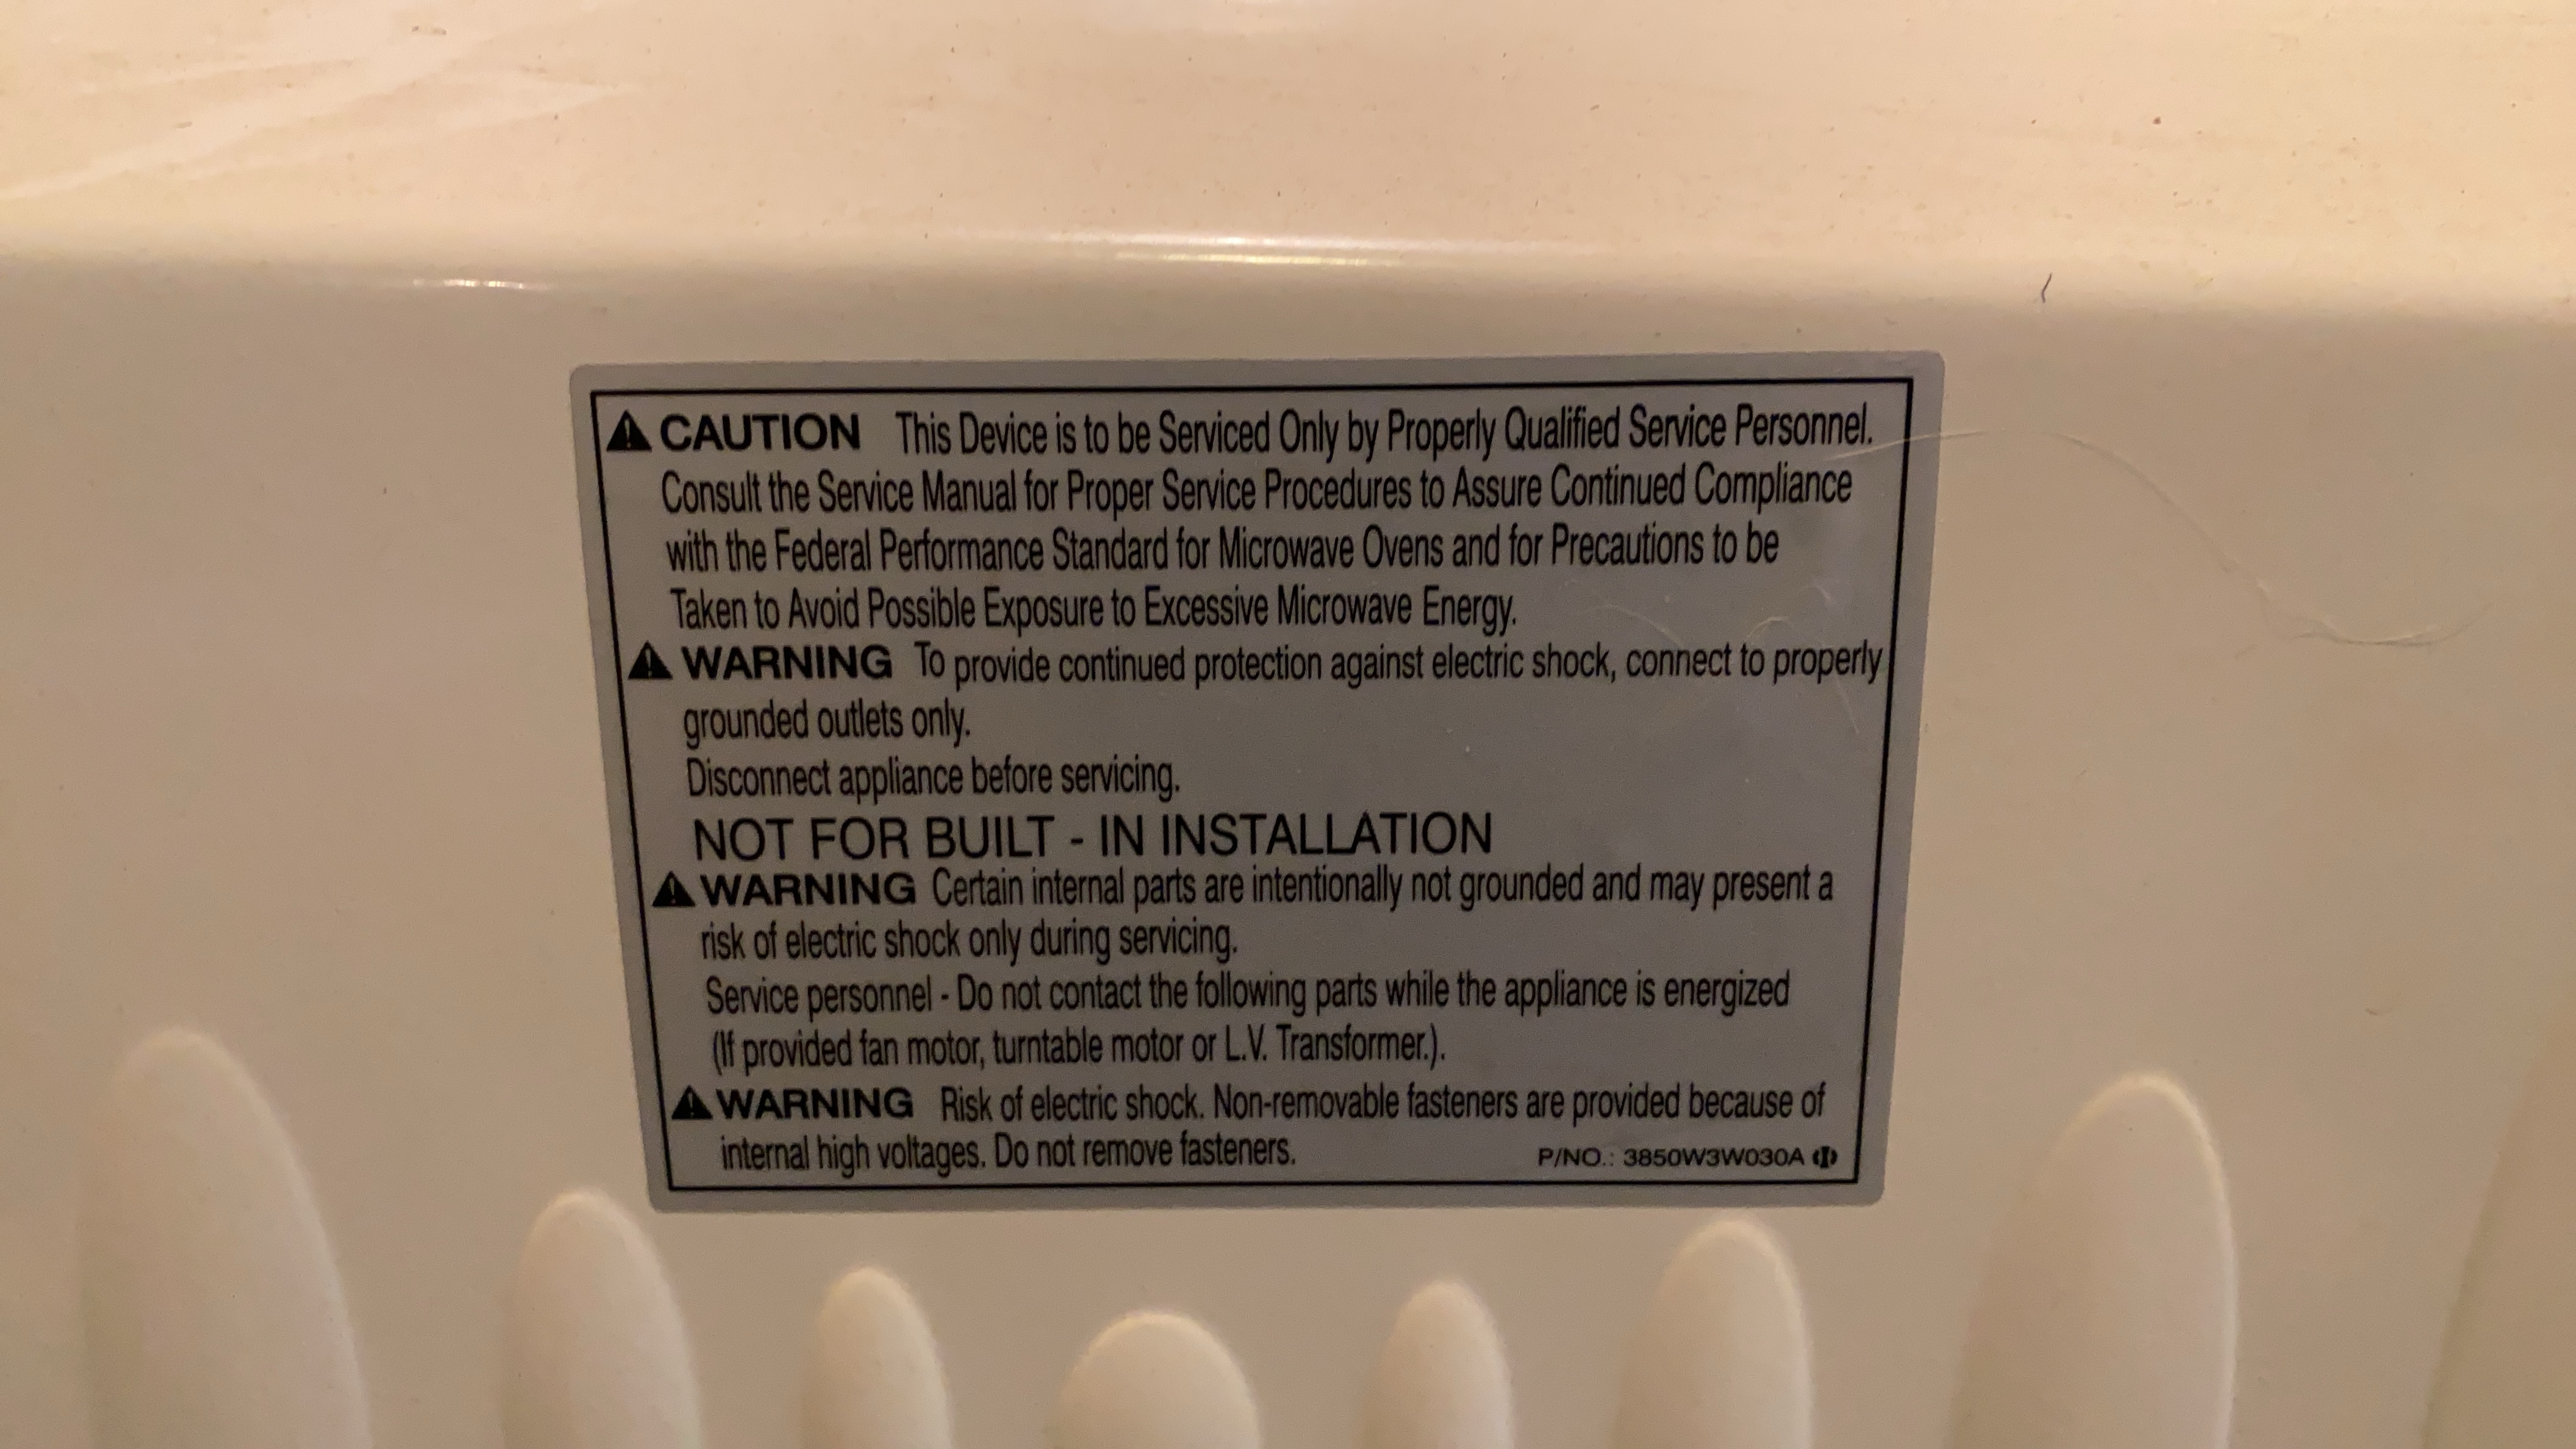 CAUTION This Device is to be Serviced Only by Properly Qualified Service Personnel.
Consult the Service Manual for Proper Service Procedures to Assure Continued Compliance
with the Federal Performance Standard for Microwave Ovens and for Precautions to be
Taken to Avoid Possible Exposure to Excessive Microwave Energy.
WARNING To provide continued protection against electric shock, connect to properly
grounded outlets only.
Disconnect appliance before servicing.
NOT FOR BUILT - IN INSTALLATION
WARNING Certain internal parts are intentionally not grounded and may present a
risk of electric shock only during servicing.
Service personnel - Do not contact the following parts while the appliance is energized
(If provided fan motor, turntable motor or L.V. Transformer.).
WARNING Risk of electric shock. Non-removable fasteners are provided because of
internal high voltages. Do not remove fasteners. P/NO.: 3850W3W030A